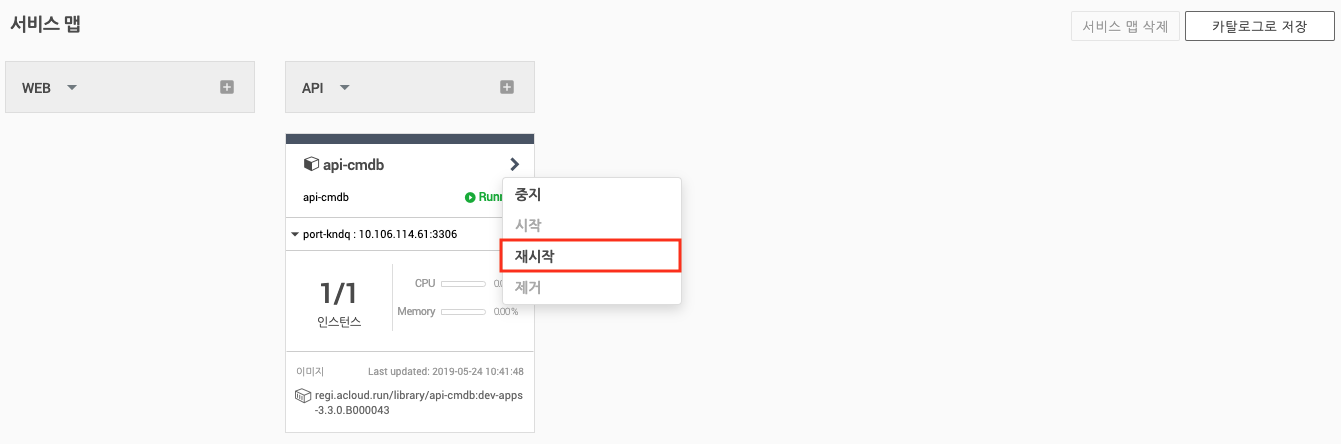 서비스 맵
서비스 맵 삭제
카탈로그로 저장
WEB
API
api-cmdb
api-cmdb
중지
시작
재시작
제거
port-kndq : 10.106.114.61:3306
1/1
인스턴스
CPU
Memory 0.00%
이미지 Last updated: 2019-05-24 10:41:48
regi.acloud.run/library/api-cmdb:dev-apps
-3.3.0.B000043